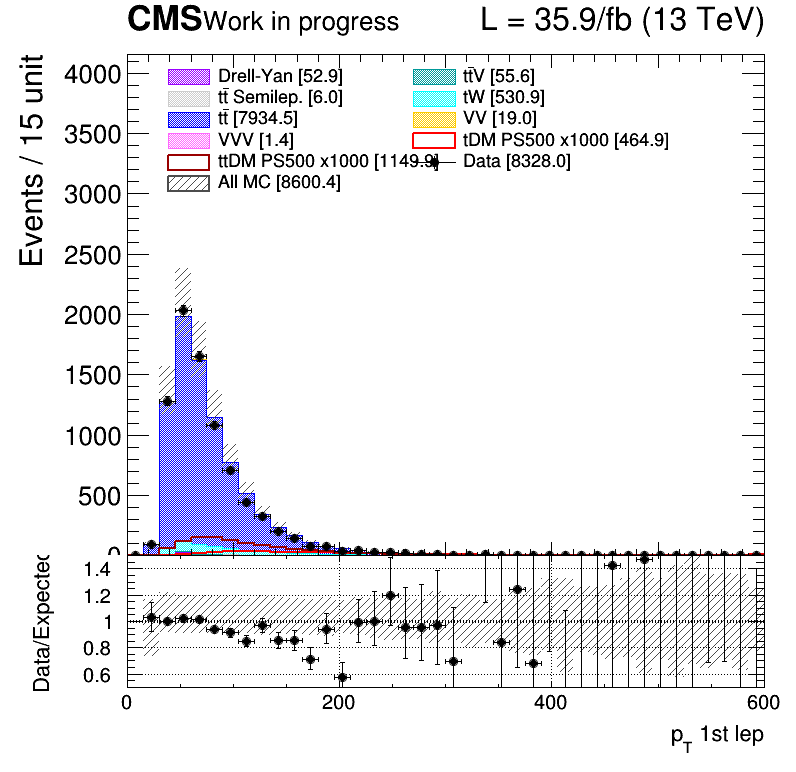 CMS Work in progress L = 35.9/fb (13 TeV)
Events / 15 unit
4000
3500
3000
2500
2000
1500
1000
500
0
Drell-Yan [52.9]
tt̄V [55.6]
tt̄ Semilep. [6.0]
tW [530.9]
tt̄ [7934.5]
VV [19.0]
VVV [1.4]
tDM PS500 x1000 [464.9]
ttDM PS500 x1000 [1149.9]
Data [8328.0]
All MC [8600.4]
Data/Expected
1.4
1.2
1
0.8
0.6
0 200 400 600
p_T 1st lep